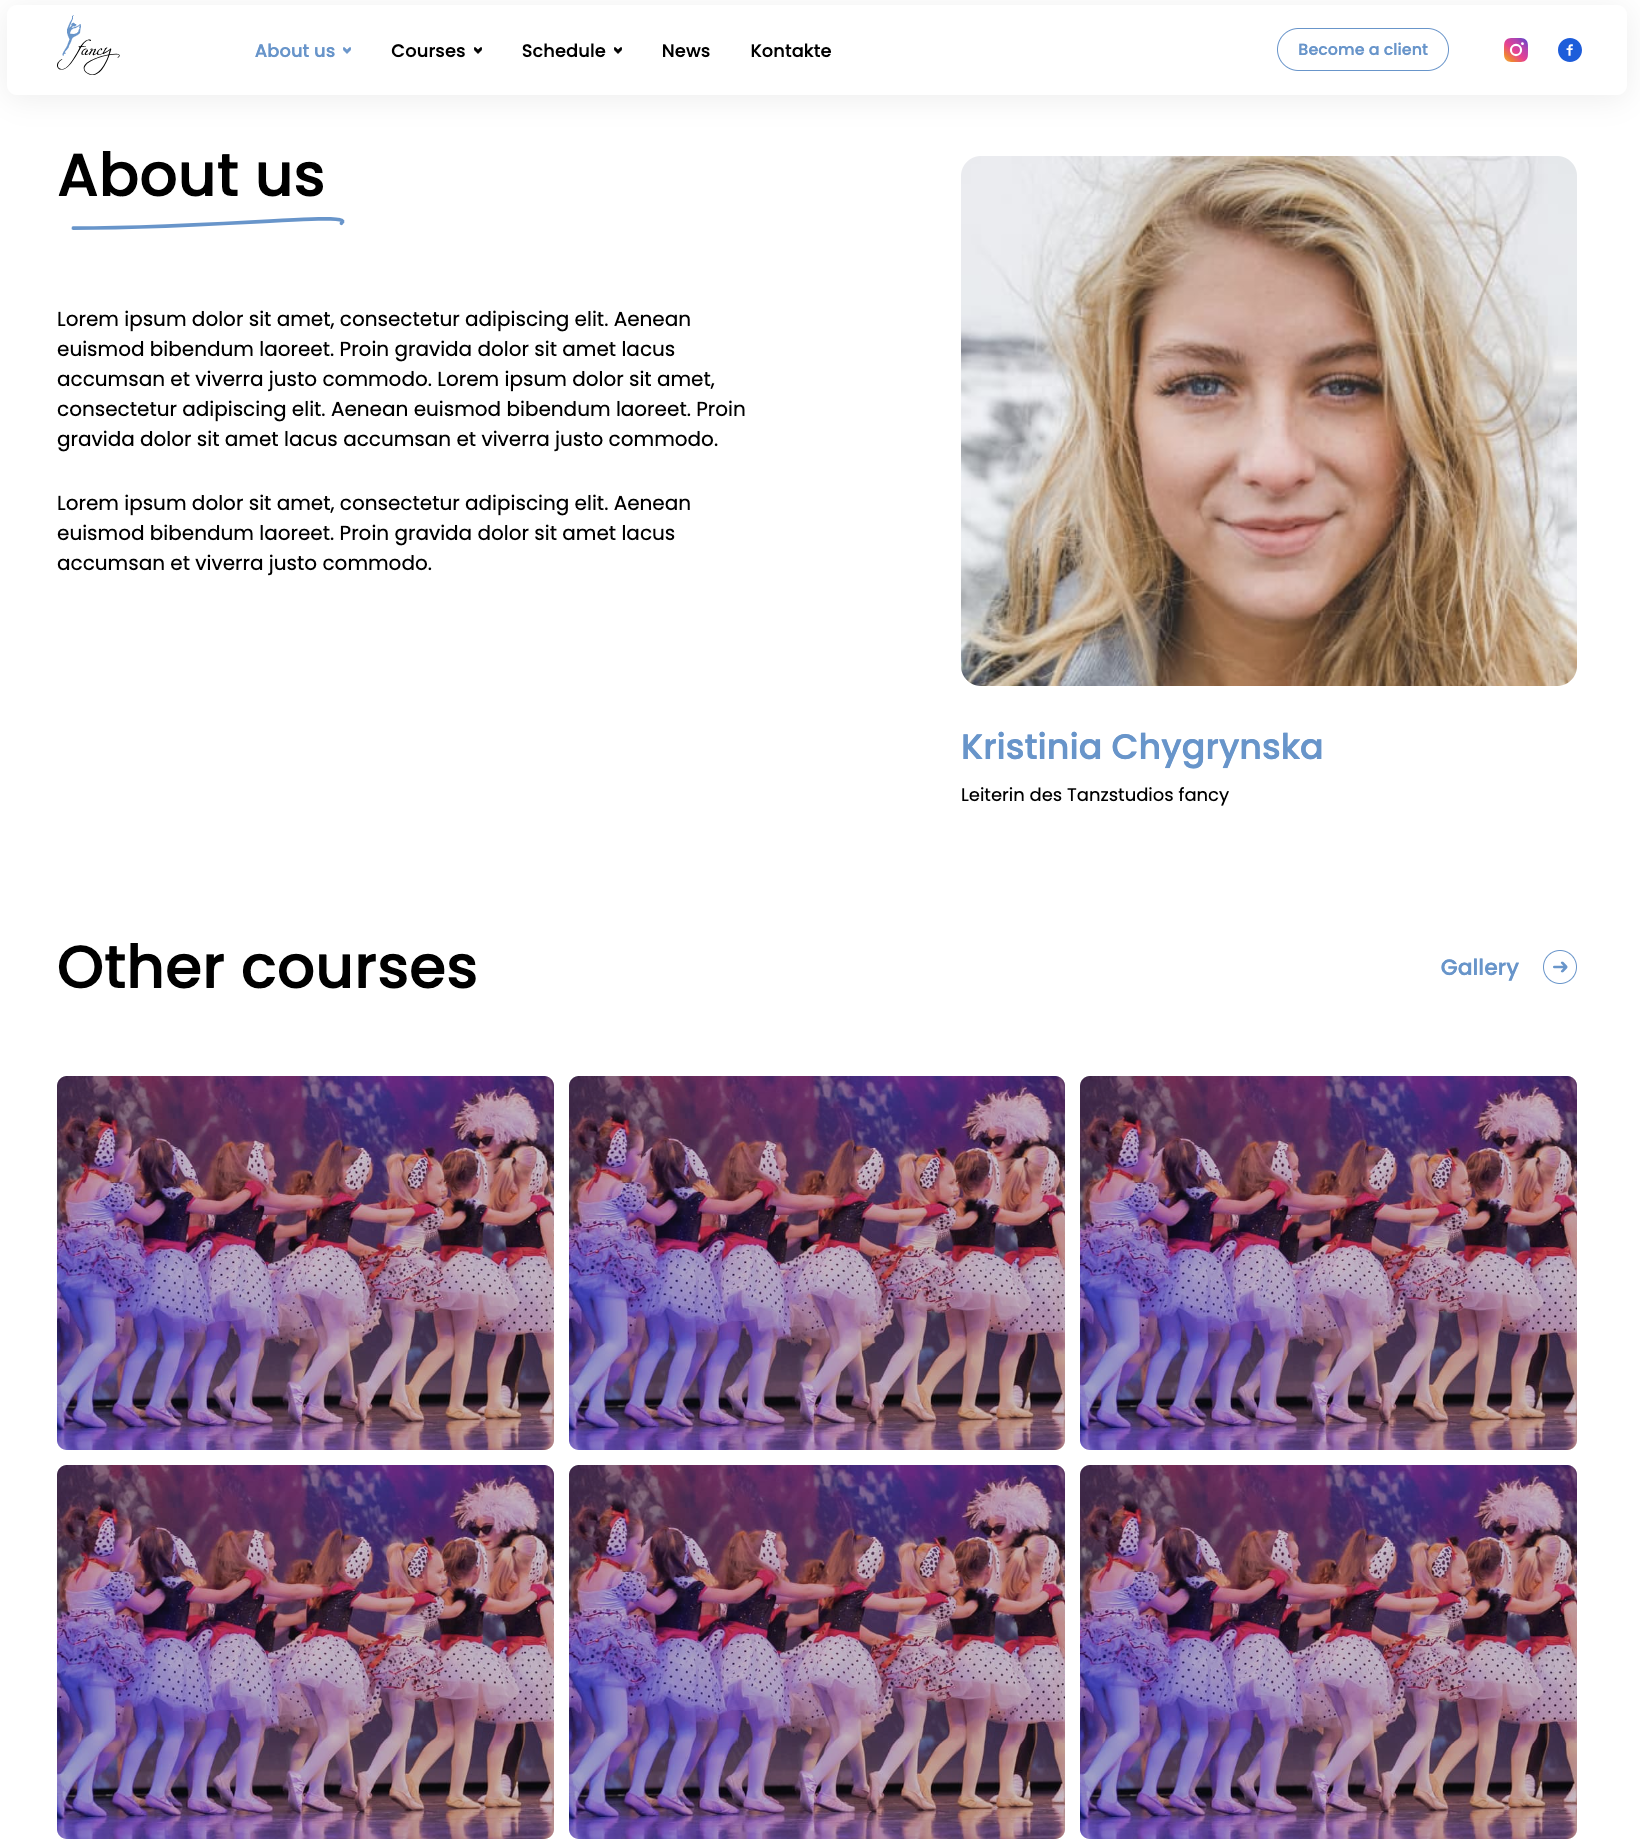 fancy
About us
Courses
Schedule
News
Kontakte
Become a client
About us
Lorem ipsum dolor sit amet, consectetur adipiscing elit. Aenean
euismod bibendum laoreet. Proin gravida dolor sit amet lacus
accumsan et viverra justo commodo. Lorem ipsum dolor sit amet,
consectetur adipiscing elit. Aenean euismod bibendum laoreet. Proin
gravida dolor sit amet lacus accumsan et viverra justo commodo.
Lorem ipsum dolor sit amet, consectetur adipiscing elit. Aenean
euismod bibendum laoreet. Proin gravida dolor sit amet lacus
accumsan et viverra justo commodo.
Kristinia Chygrynska
Leiterin des Tanzstudios fancy
Other courses
Gallery